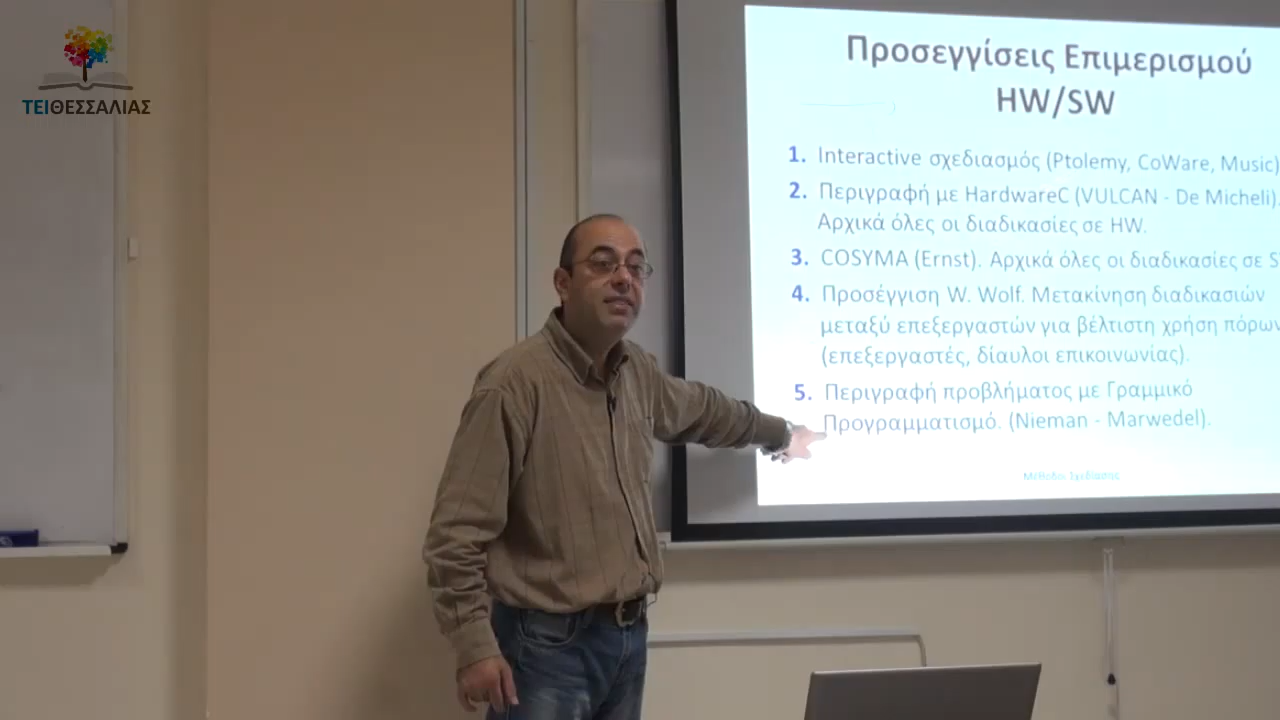 ΤΕΙΘΕΣΣΑΛΙΑΣ
Προσεγγίσεις Επιμερισμού
HW/SW
1. Interactive σχεδιασμός (Ptolemy, CoWare, Music)
2. Περιγραφή με HardwareC (VULCAN - De Micheli).
Αρχικά όλες οι διαδικασίες σε HW.
3. COSYMA (Ernst). Αρχικά όλες οι διαδικασίες σε
4. Προσέγγιση W. Wolf. Μετακίνηση διαδικασιών
μεταξύ επεξεργαστών για βέλτιστη χρήση
(επεξεργαστές, δίαυλοι επικοινωνίας).
5. Περιγραφή προβλήματος με Γραμμικό
Προγραμματισμό. (Nieman - Marwedel).
Μέθοδοι Σχεδίασης